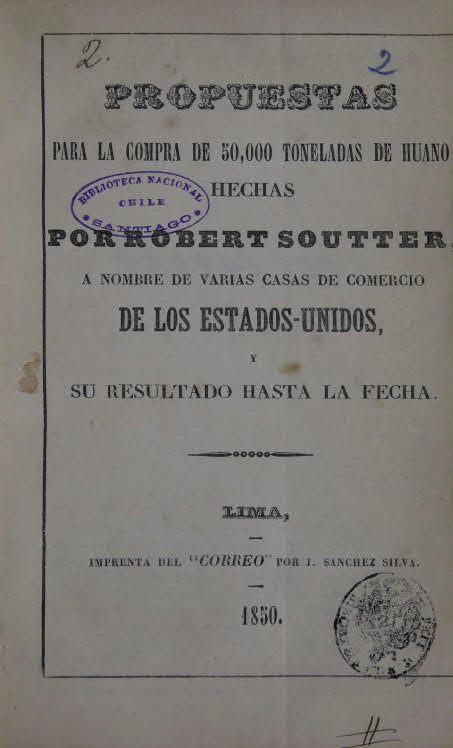 2.
2
PROPUESTAS
PARA LA COMPRA DE 50,000 TONELADAS DE HUANO
HECHAS
BIBLIOTECA NACIONAL
CHILE
* SANTIAGO *
POR ROBERT SOUTTER,
A NOMBRE DE VARIAS CASAS DE COMERCIO
DE LOS ESTADOS-UNIDOS,
Y
SU RESULTADO HASTA LA FECHA.
LIMA,
IMPRENTA DEL "CORREO" POR J. SANCHEZ SILVA.
1850.